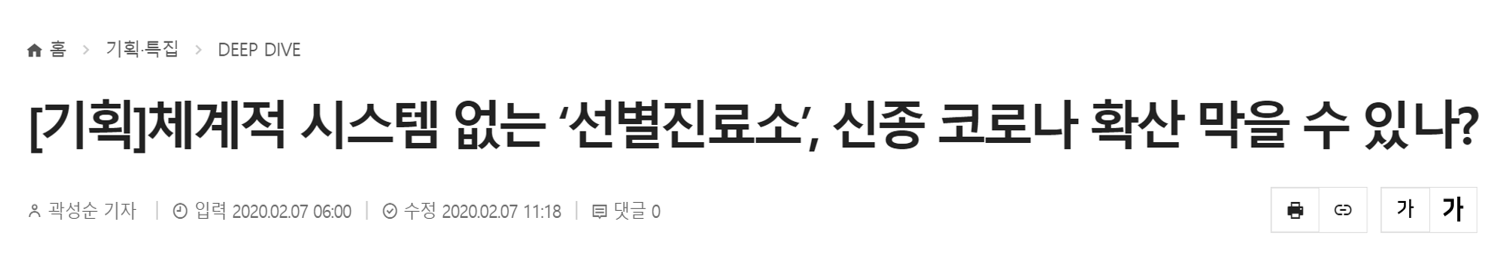 홈 > 기획·특집 > DEEP DIVE
[기획]체계적 시스템 없는 ‘선별진료소’, 신종 코로나 확산 막을 수 있나?
곽성순 기자 | 입력 2020.02.07 06:00 | 수정 2020.02.07 11:18 | 댓글 0 가 가